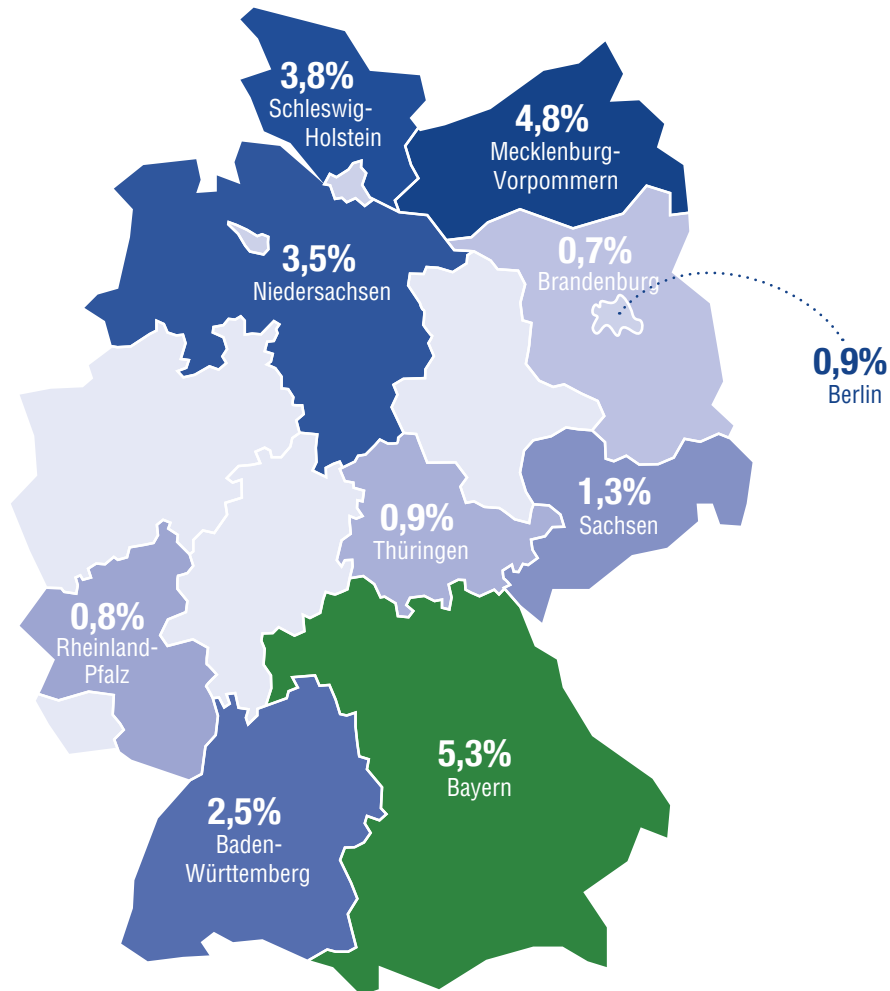 3,8%
Schleswig-
Holstein
4,8%
Mecklenburg-
Vorpommern
3,5%
Niedersachsen
0,7%
Brandenburg
0,9%
Berlin
1,3%
Sachsen
0,9%
Thüringen
0,8%
Rheinland-
Pfalz
5,3%
Bayern
2,5%
Baden-
Württemberg